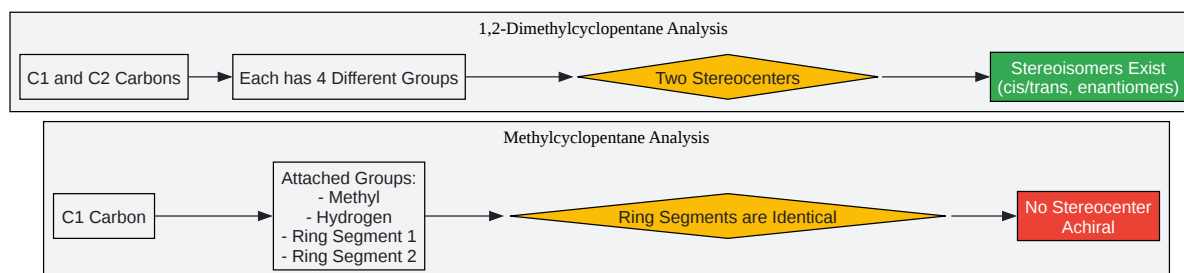 1,2-Dimethylcyclopentane Analysis
C1 and C2 Carbons
Each has 4 Different Groups
Two Stereocenters
Stereoisomers Exist
(cis/trans, enantiomers)
Methylcyclopentane Analysis
C1 Carbon
Attached Groups:
- Methyl
- Hydrogen
- Ring Segment 1
- Ring Segment 2
Ring Segments are Identical
No Stereocenter
Achiral